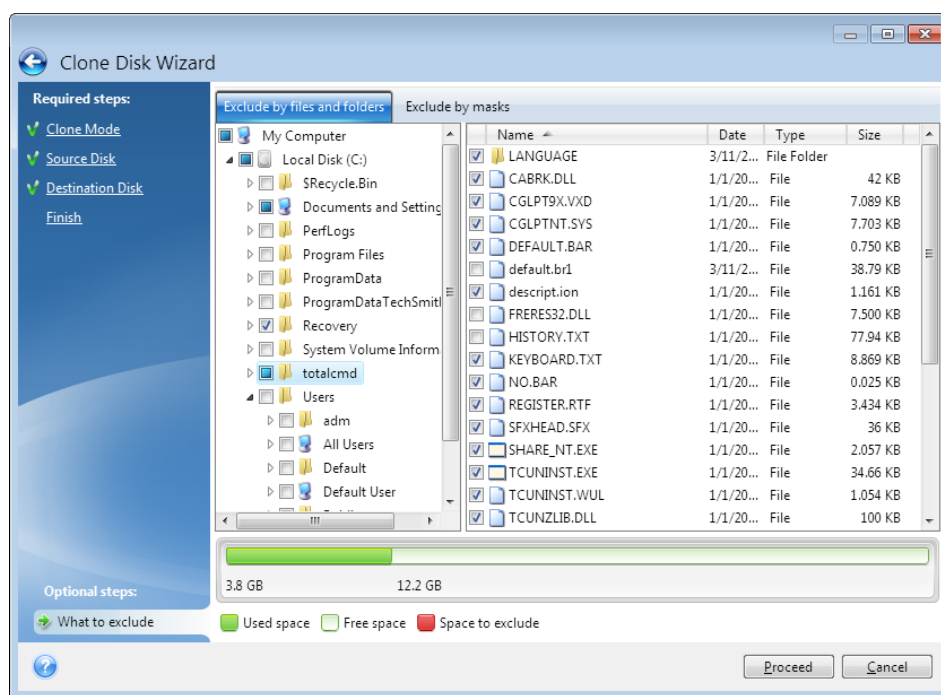 Clone Disk Wizard
Required steps:
Clone Mode
Source Disk
Destination Disk
Finish
Optional steps:
What to exclude
Exclude by files and folders Exclude by masks
My Computer
Local Disk (C:)
$Recycle.Bin
Documents and Setting
PerfLogs
Program Files
ProgramData
ProgramDataTechSmitl
Recovery
System Volume Inform
totalcmd
Users
adm
All Users
Default
Default User
Name Date Type Size
LANGUAGE 3/11/2... File Folder
CABRK.DLL 1/1/20... File 42 KB
CGLPT9X.VXD 1/1/20... File 7.089 KB
CGLPTNT.SYS 1/1/20... File 7.703 KB
DEFAULT.BAR 1/1/20... File 0.750 KB
default.br1 3/11/2... File 38.79 KB
descript.ion 1/1/20... File 1.161 KB
FRERES32.DLL 1/1/20... File 7.500 KB
HISTORY.TXT 1/1/20... File 77.94 KB
KEYBOARD.TXT 1/1/20... File 8.869 KB
NO.BAR 1/1/20... File 0.025 KB
REGISTER.RTF 1/1/20... File 3.434 KB
SFXHEAD.SFX 1/1/20... File 36 KB
SHARE_NT.EXE 1/1/20... File 2.057 KB
TCUNINST.EXE 1/1/20... File 34.66 KB
TCUNINST.WUL 1/1/20... File 1.054 KB
TCUNZLIB.DLL 1/1/20... File 100 KB
3.8 GB 12.2 GB
Used space Free space Space to exclude
Proceed Cancel